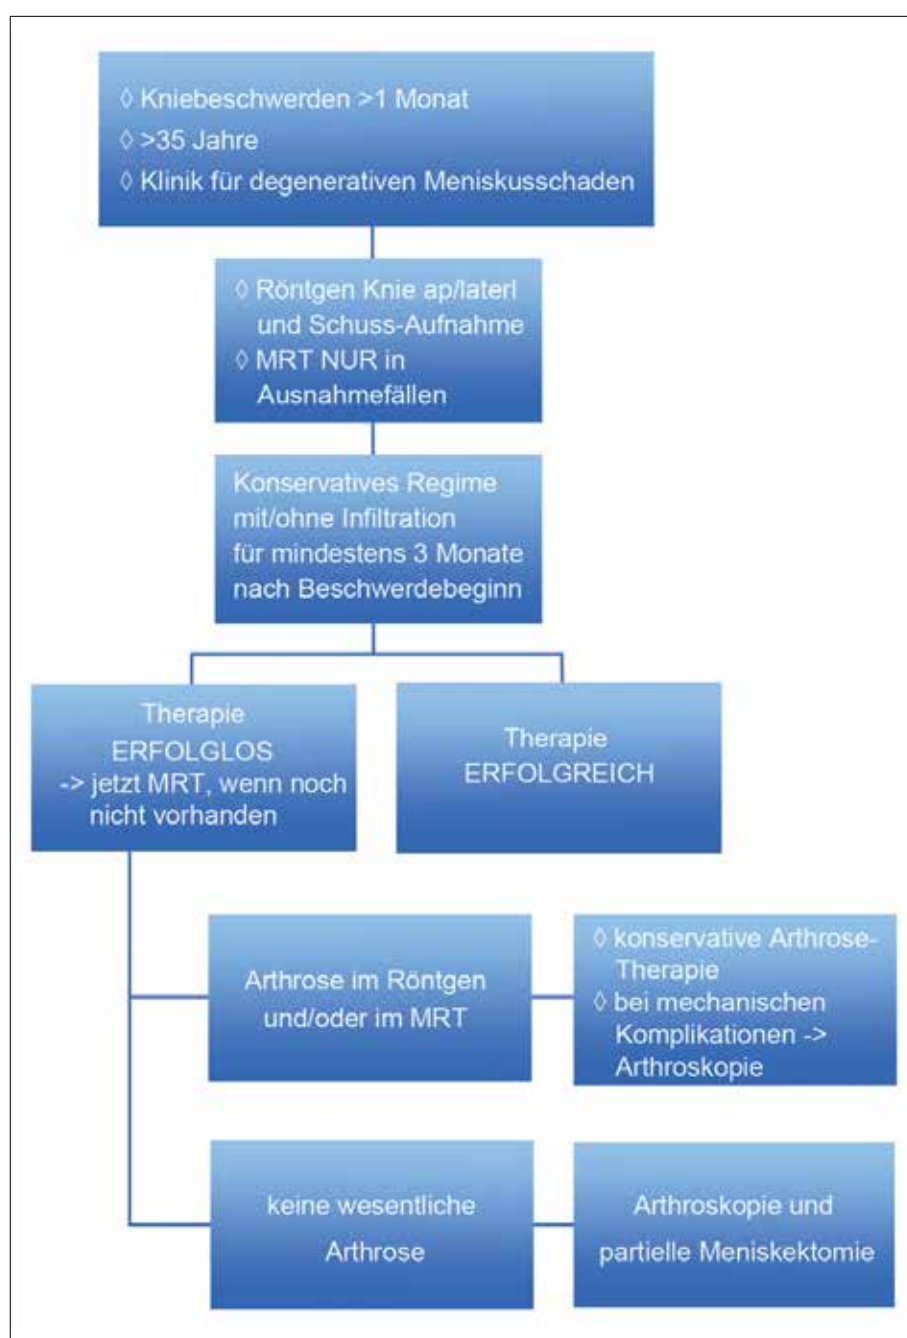 ◊ Kniebeschwerden >1 Monat
◊ >35 Jahre
◊ Klinik für degenerativen Meniskusschaden
◊ Röntgen Knie ap/laterl
und Schuss-Aufnahme
◊ MRT NUR in
Ausnahmefällen
Konservatives Regime
mit/ohne Infiltration
für mindestens 3 Monate
nach Beschwerdebeginn
Therapie
ERFOLGLOS
-> jetzt MRT, wenn noch
nicht vorhanden
Therapie
ERFOLGREICH
Arthrose im Röntgen
und/oder im MRT
◊ konservative Arthrose-
Therapie
◊ bei mechanischen
Komplikationen ->
Arthroskopie
keine wesentliche
Arthrose
Arthroskopie und
partielle Meniskektomie